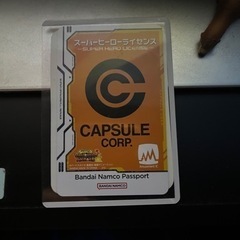 スーパーヒーローライセンス
SUPER HERO LICENSE
CAPSULE
CORP.
Bandai Namco Passport
BANDAI NAMCO